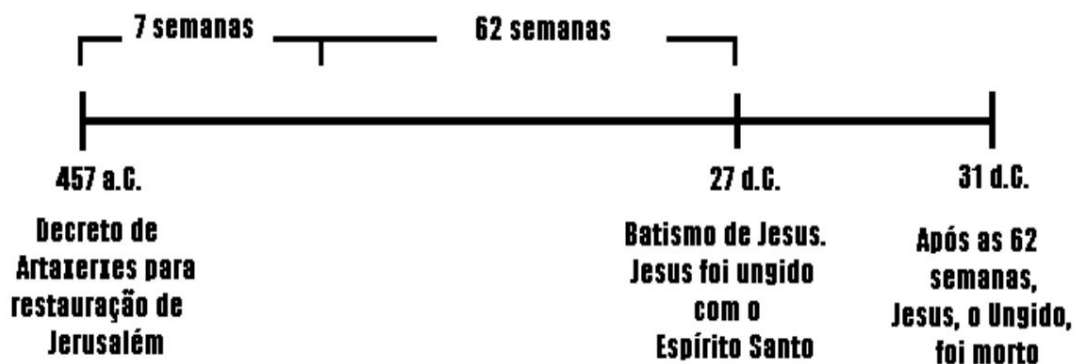 7 semanas
62 semanas
457 a.C.
Decreto de
Artaxerxes para
restauração de
Jerusalém
27 d.C.
Batismo de Jesus.
Jesus foi ungido
com o
Espírito Santo
31 d.C.
Após as 62
semanas,
Jesus, o Ungido,
foi morto